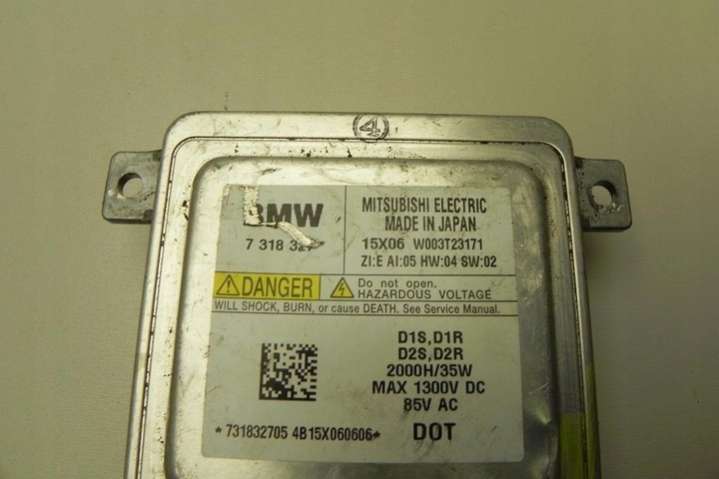 4
BMW
7 318 327
MITSUBISHI ELECTRIC
MADE IN JAPAN
15X06 W003T23171
ZI:E AI:05 HW:04 SW:02
DANGER
Do not open.
HAZARDOUS VOLTAGE
WILL SHOCK, BURN, or cause DEATH. See Service Manual.
D1S,D1R
D2S,D2R
2000H/35W
MAX 1300V DC
85V AC
*731832705 4B15X060606*
DOT